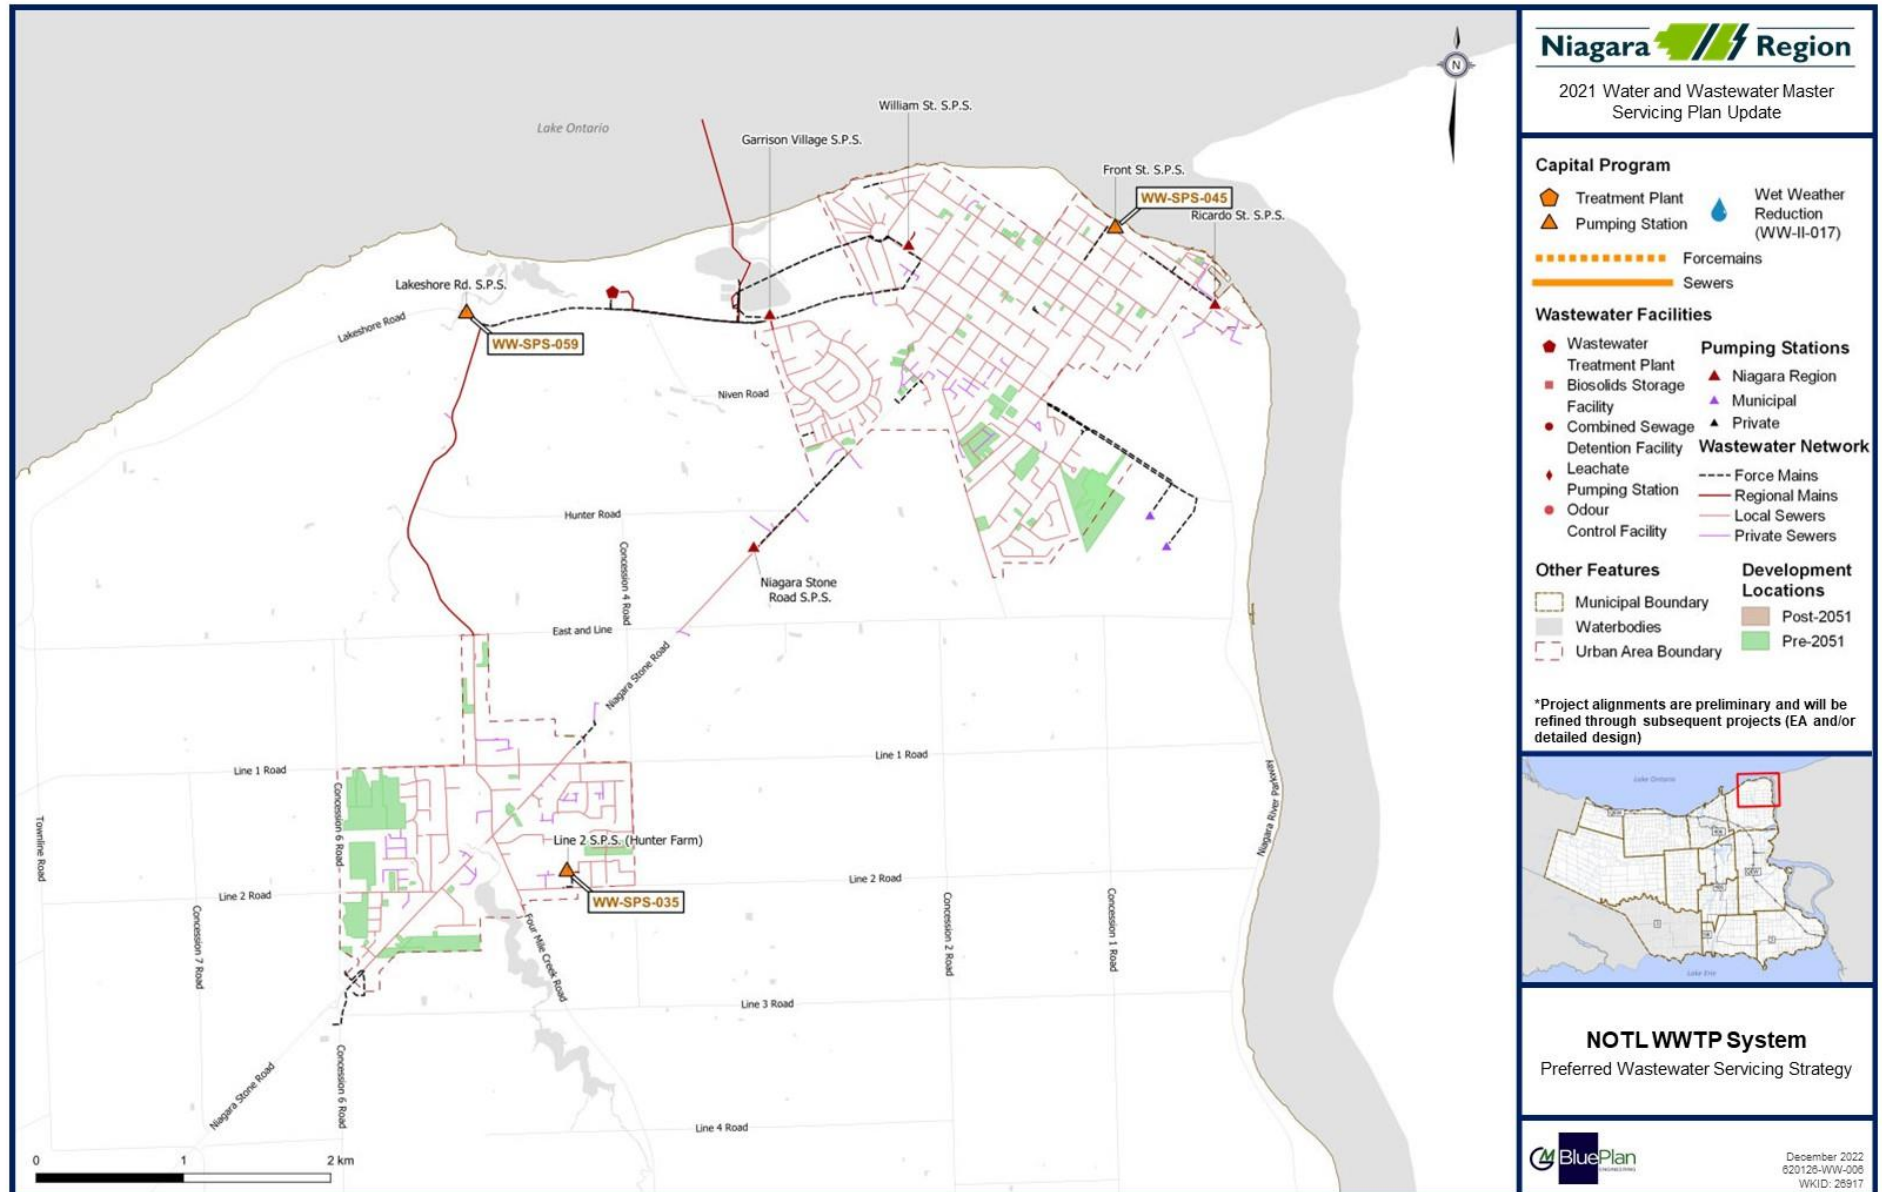 Lake Ontario
William St. S.P.S.
Garrison Village S.P.S.
Front St. S.P.S.
WW-SPS-045
Ricardo St. S.P.S.
N
Lakeshore Rd. S.P.S.
Lakeshore Road
WW-SPS-059
Niven Road
Hunter Road
Concession 4 Road
Niagara Stone
Road S.P.S.
East and Line
Niagara Stone Road
Line 1 Road
Line 1 Road
Niagara River Parkway
Townline Road
Concession 6 Road
Line 2 S.P.S. (Hunter Farm)
WW-SPS-035
Line 2 Road
Line 2 Road
Concession 7 Road
Four Mile Creek Road
Concession 2 Road
Concession 1 Road
Line 3 Road
Niagara Stone Road
Concession 6 Road
Line 4 Road
0 1 2 km
Niagara Region
2021 Water and Wastewater Master
Servicing Plan Update
Capital Program
Treatment Plant
Pumping Station
Wet Weather
Reduction
(WW-II-017)
Forcemains
Sewers
Wastewater Facilities
Wastewater
Treatment Plant
Biosolids Storage
Facility
Combined Sewage
Detention Facility
Leachate
Pumping Station
Odour
Control Facility
Pumping Stations
Niagara Region
Municipal
Private
Wastewater Network
Force Mains
Regional Mains
Local Sewers
Private Sewers
Other Features
Municipal Boundary
Waterbodies
Urban Area Boundary
Development
Locations
Post-2051
Pre-2051
*Project alignments are preliminary and will be
refined through subsequent projects (EA and/or
detailed design)
Lake Ontario
Lake Erie
NOTL WWTP System
Preferred Wastewater Servicing Strategy
GM BluePlan
ENGINEERING
December 2022
620126-WW-006
WKID: 26917